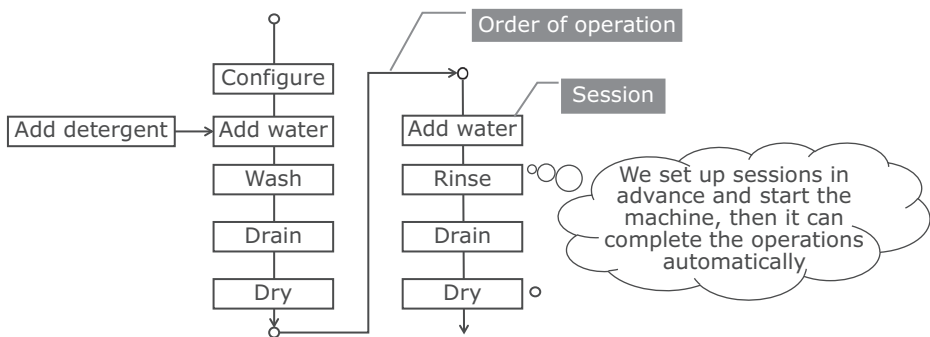 Order of operation
Configure
Session
Add detergent
Add water
Wash
Drain
Dry
Add water
Rinse
Drain
Dry
We set up sessions in
advance and start the
machine, then it can
complete the operations
automatically